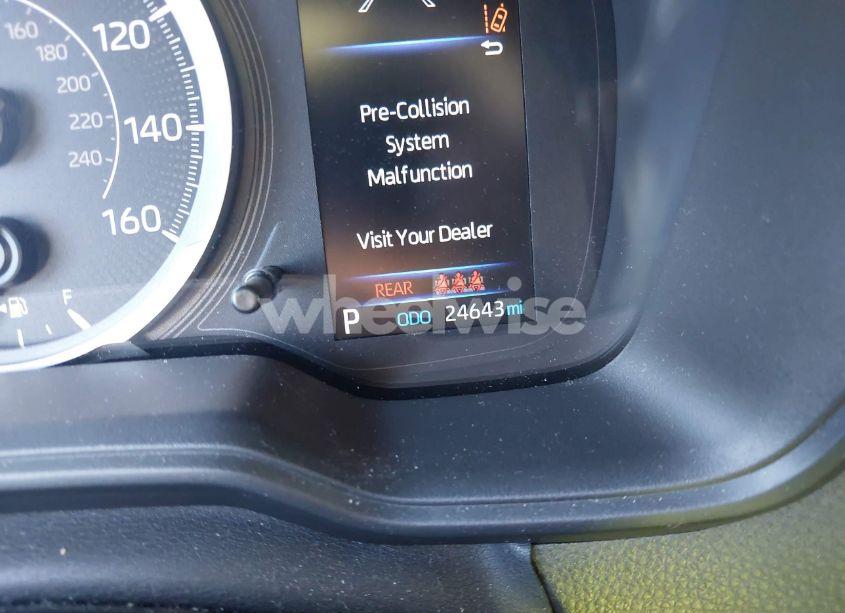 160
180
200
220
240
120
140
160
F
Pre-Collision
System
Malfunction
Visit Your Dealer
REAR
P ODO 24643 mi
wheelwise